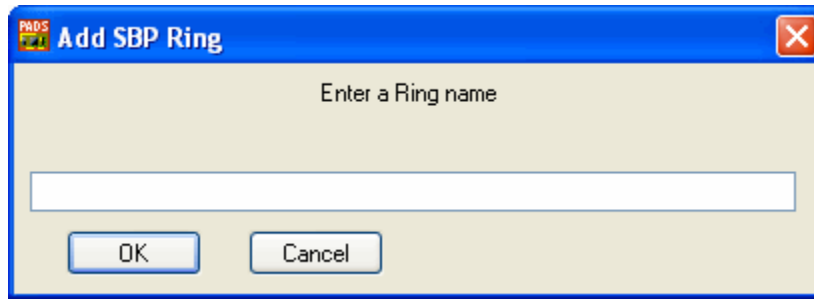 PADS
Add SBP Ring
Enter a Ring name
OK
Cancel